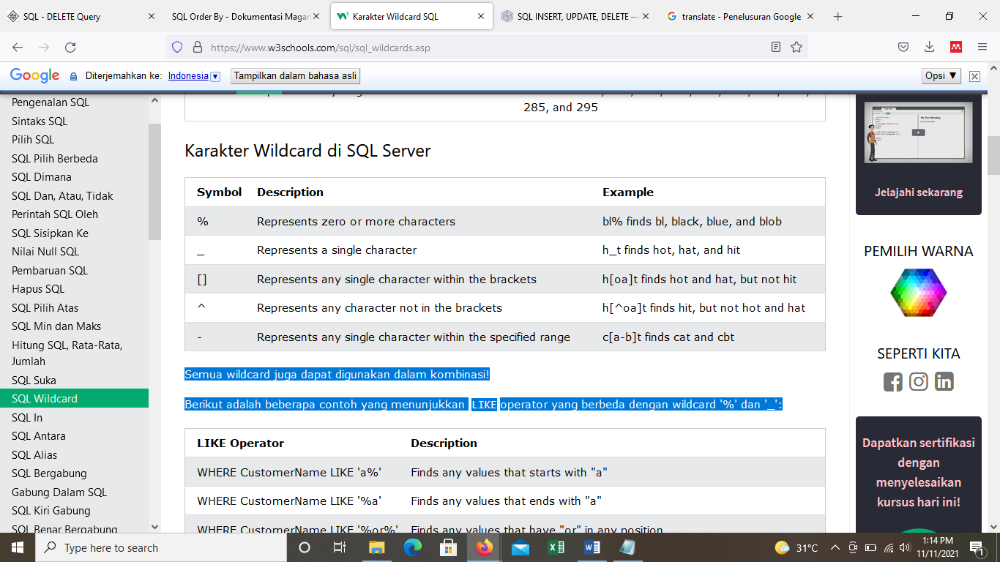 SQL - DELETE Query
SQL Order By - Dokumentasi Magan
Karakter Wildcard SQL
SQL INSERT, UPDATE, DELETE —
translate - Penelusuran Google
https://www.w3schools.com/sql/sql_wildcards.asp
Google Diterjemahkan ke: Indonesia Tampilkan dalam bahasa asli Opsi ▼
Pengenalan SQL
Sintaks SQL
Pilih SQL
SQL Pilih Berbeda
SQL Dimana
SQL Dan, Atau, Tidak
Perintah SQL Oleh
SQL Sisipkan Ke
Nilai Null SQL
Pembaruan SQL
Hapus SQL
SQL Pilih Atas
SQL Min dan Maks
Hitung SQL, Rata-Rata,
Jumlah
SQL Suka
SQL Wildcard
SQL In
SQL Antara
SQL Alias
SQL Bergabung
Gabung Dalam SQL
SQL Kiri Gabung
SQL Benar Bergabung
285, and 295
Karakter Wildcard di SQL Server
Symbol Description Example
% Represents zero or more characters bl% finds bl, black, blue, and blob
_ Represents a single character h_t finds hot, hat, and hit
[] Represents any single character within the brackets h[oa]t finds hot and hat, but not hit
^ Represents any character not in the brackets h[^oa]t finds hit, but not hot and hat
- Represents any single character within the specified range c[a-b]t finds cat and cbt
Semua wildcard juga dapat digunakan dalam kombinasi!
Berikut adalah beberapa contoh yang menunjukkan LIKE operator yang berbeda dengan wildcard '%' dan '_':
LIKE Operator Description
WHERE CustomerName LIKE 'a%' Finds any values that starts with "a"
WHERE CustomerName LIKE '%a' Finds any values that ends with "a"
WHERE CustomerName LIKE '%or%' Finds any values that have "or" in any position
Jelajahi sekarang
PEMILIH WARNA
SEPERTI KITA
Dapatkan sertifikasi
dengan
menyelesaikan
kursus hari ini!
Type here to search
31°C
1:14 PM
11/11/2021
1